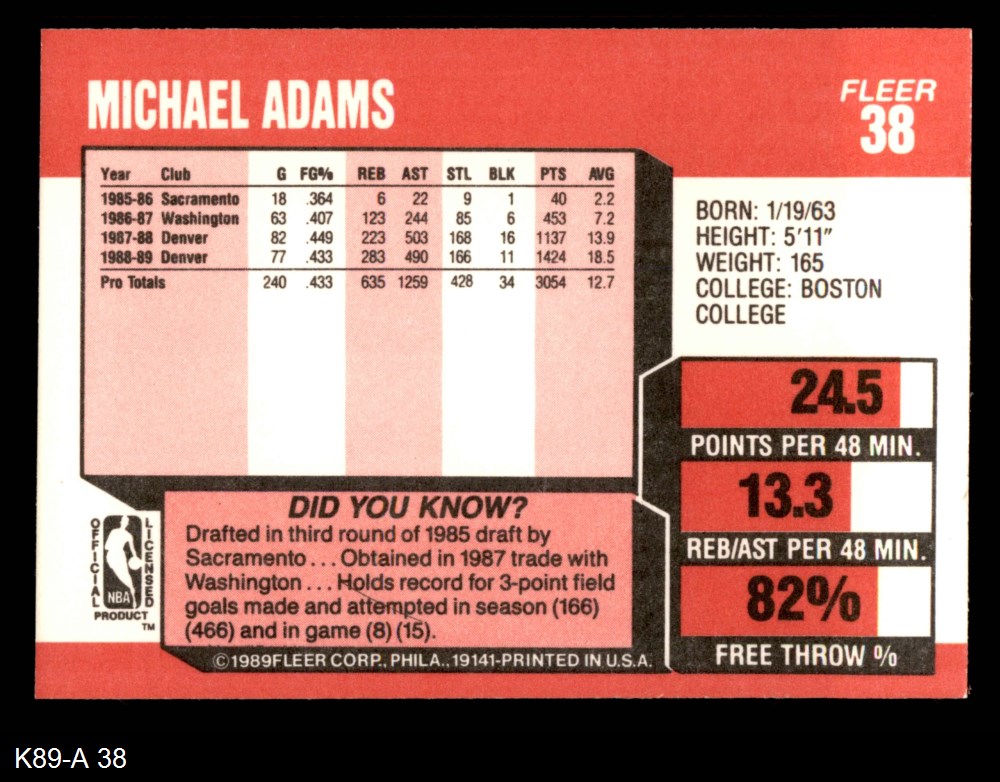 MICHAEL ADAMS
FLEER
38
Year Club G FG% REB AST STL BLK PTS AVG
1985-86 Sacramento 18 .364 6 22 9 1 40 2.2
1986-87 Washington 63 .407 123 244 85 6 453 7.2
1987-88 Denver 82 .449 223 503 168 16 1137 13.9
1988-89 Denver 77 .433 283 490 166 11 1424 18.5
Pro Totals 240 .433 635 1259 428 34 3054 12.7
BORN: 1/19/63
HEIGHT: 5'11"
WEIGHT: 165
COLLEGE: BOSTON
COLLEGE
24.5
POINTS PER 48 MIN.
13.3
REB/AST PER 48 MIN.
82%
FREE THROW %
DID YOU KNOW?
Drafted in third round of 1985 draft by
Sacramento... Obtained in 1987 trade with
Washington... Holds record for 3-point field
goals made and attempted in season (166)
(466) and in game (8) (15).
OFFICIAL
LICENSED
NBA
PRODUCT
TM
©1989FLEER CORP., PHILA., 19141-PRINTED IN U.S.A.
K89-A 38